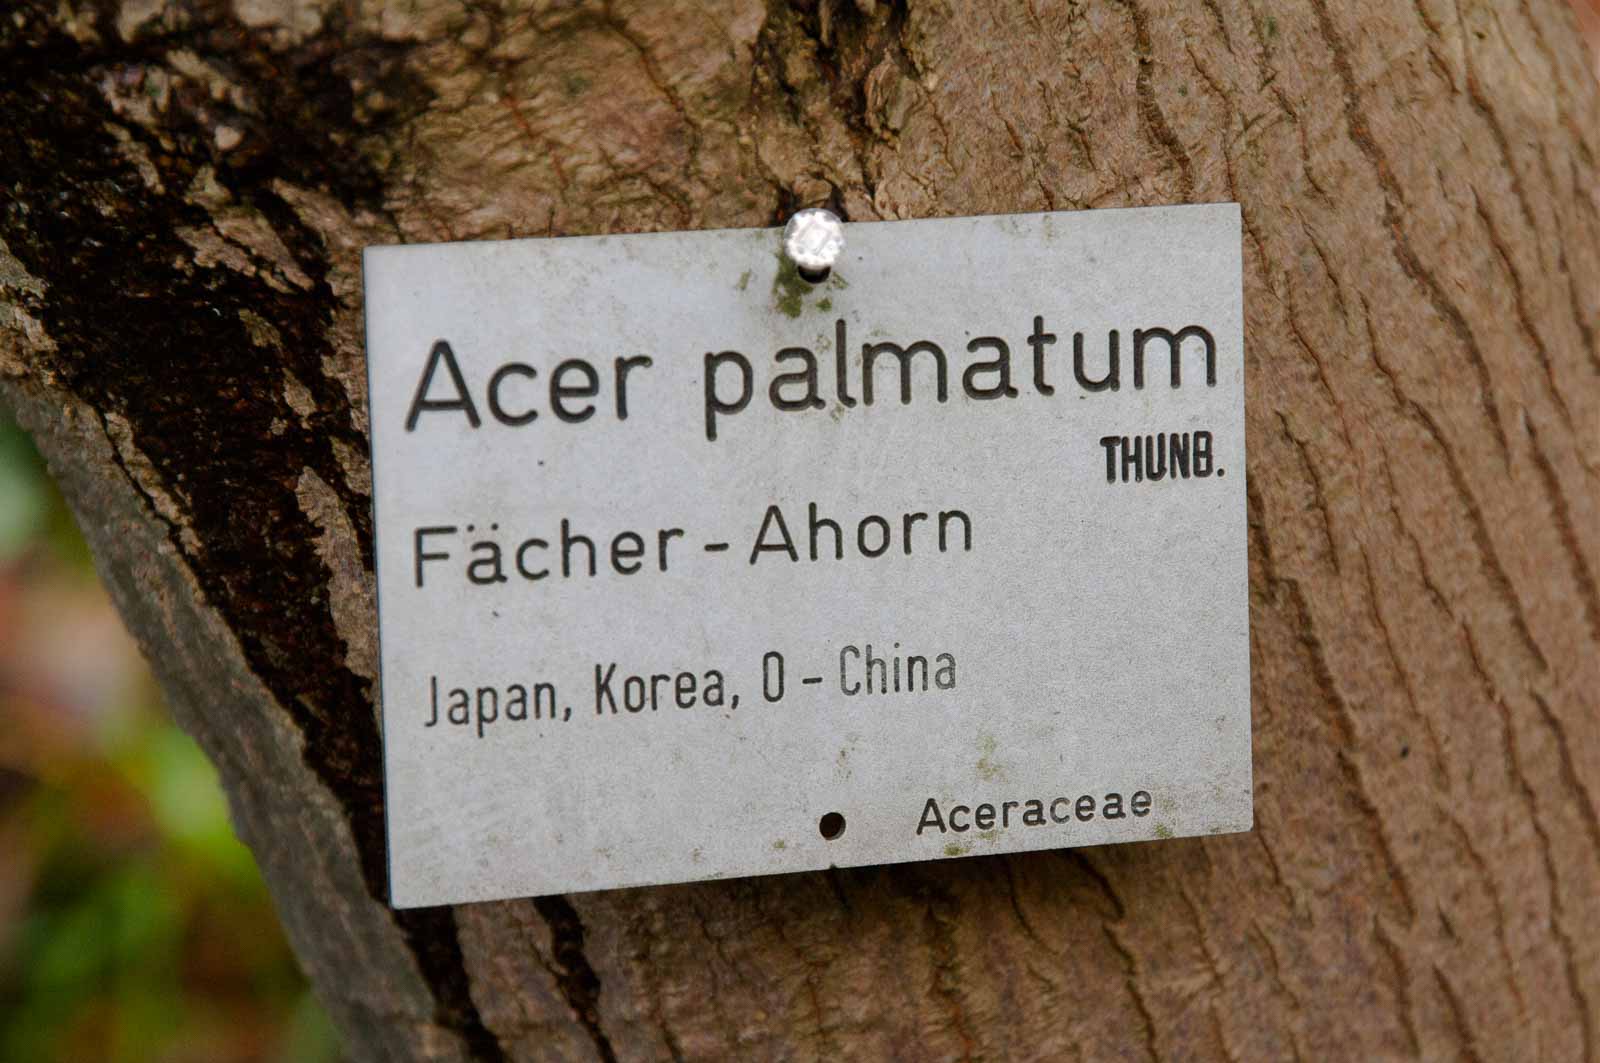 Acer palmatum
THUNB.
Fächer - Ahorn
Japan, Korea, O - China
Aceraceae